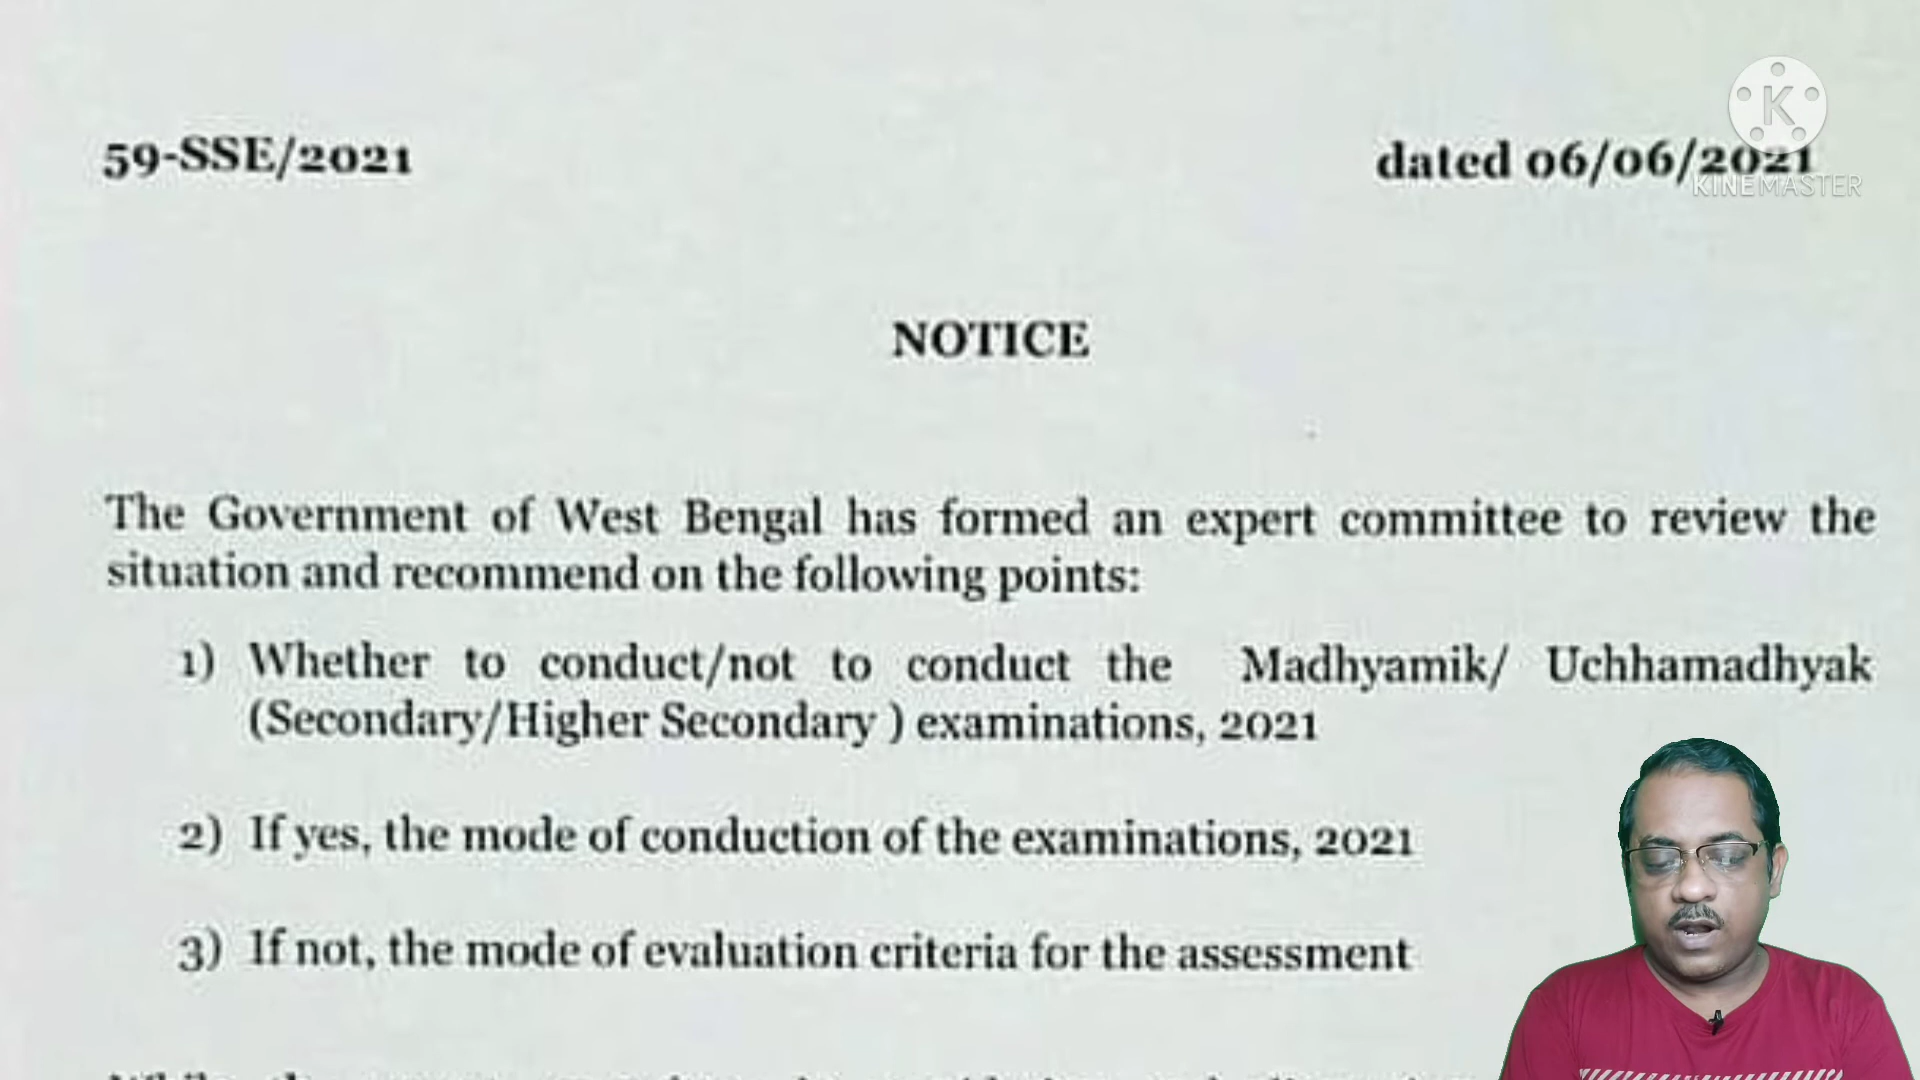 59-SSE/2021
dated 06/06/2021
K
KINEMASTER
NOTICE
The Government of West Bengal has formed an expert committee to review the
situation and recommend on the following points:
1) Whether to conduct/not to conduct the Madhyamik/ Uchhamadhyak
(Secondary/Higher Secondary ) examinations, 2021
2) If yes, the mode of conduction of the examinations, 2021
3) If not, the mode of evaluation criteria for the assessment